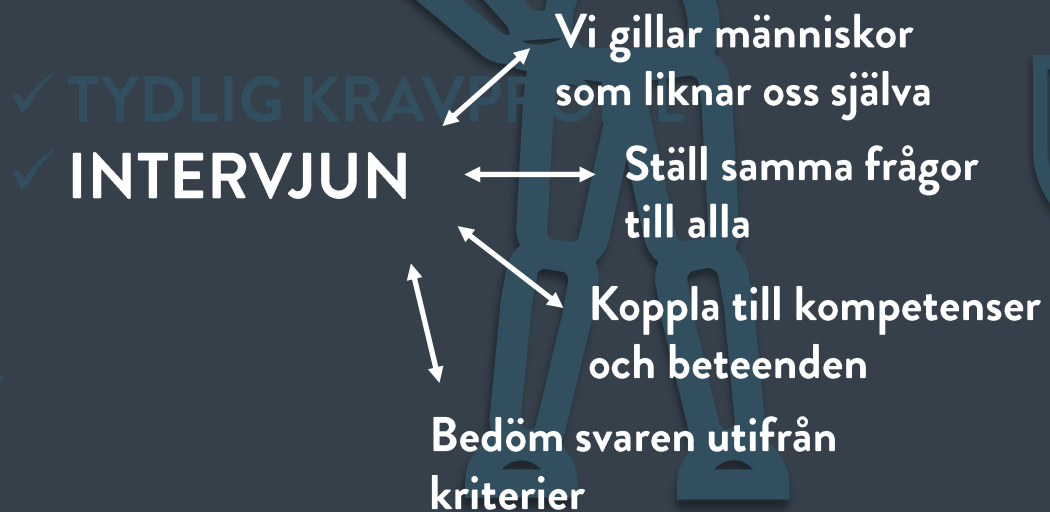 Vi gillar människor
som liknar oss själva
TYDLIG KRAVPROFIL
INTERVJUN
Ställ samma frågor
till alla
Koppla till kompetenser
och beteenden
Bedöm svaren utifrån
kriterier